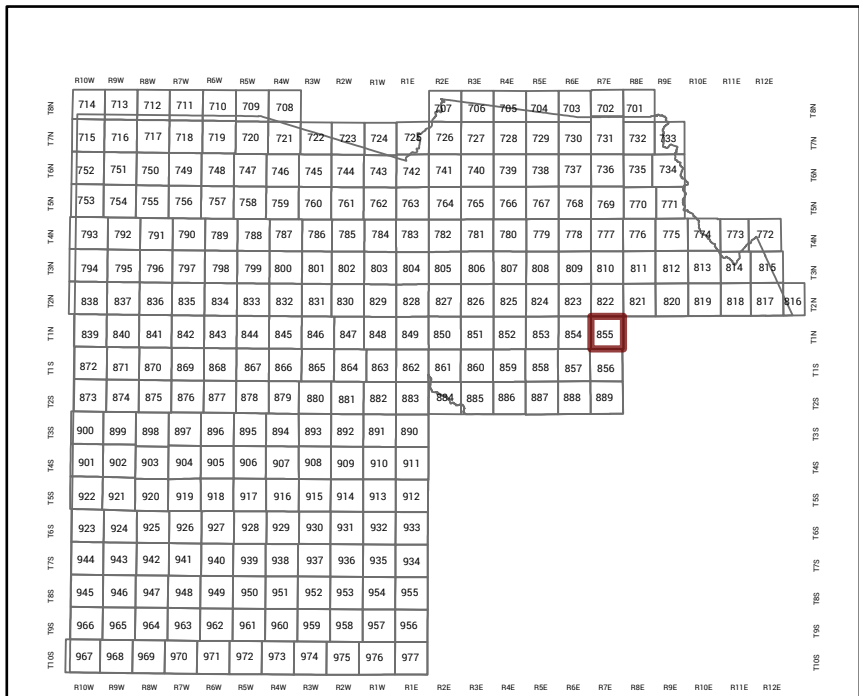 R10W R9W R8W R7W R6W R5W R4W R3W R2W R1W R1E R2E R3E R4E R5E R6E R7E R8E R9E R10E R11E R12E
T8N 714 713 712 711 710 709 708 707 706 705 704 703 702 701 T8N
T7N 715 716 717 718 719 720 721 722 723 724 725 726 727 728 729 730 731 732 733 T7N
T6N 752 751 750 749 748 747 746 745 744 743 742 741 740 739 738 737 736 735 734 T6N
T5N 753 754 755 756 757 758 759 760 761 762 763 764 765 766 767 768 769 770 771 T5N
T4N 793 792 791 790 789 788 787 786 785 784 783 782 781 780 779 778 777 776 775 774 773 772 T4N
T3N 794 795 796 797 798 799 800 801 802 803 804 805 806 807 808 809 810 811 812 813 814 815 T3N
T2N 838 837 836 835 834 833 832 831 830 829 828 827 826 825 824 823 822 821 820 819 818 817 816 T2N
T1N 839 840 841 842 843 844 845 846 847 848 849 850 851 852 853 854 855 T1N
T1S 872 871 870 869 868 867 866 865 864 863 862 861 860 859 858 857 856 T1S
T2S 873 874 875 876 877 878 879 880 881 882 883 884 885 886 887 888 889 T2S
T3S 900 899 898 897 896 895 894 893 892 891 890 T3S
T4S 901 902 903 904 905 906 907 908 909 910 911 T4S
T5S 922 921 920 919 918 917 916 915 914 913 912 T5S
T6S 923 924 925 926 927 928 929 930 931 932 933 T6S
T7S 944 943 942 941 940 939 938 937 936 935 934 T7S
T8S 945 946 947 948 949 950 951 952 953 954 955 T8S
T9S 966 965 964 963 962 961 960 959 958 957 956 T9S
T10S 967 968 969 970 971 972 973 974 975 976 977 T10S
R10W R9W R8W R7W R6W R5W R4W R3W R2W R1W R1E R2E R3E R4E R5E R6E R7E R8E R9E R10E R11E R12E